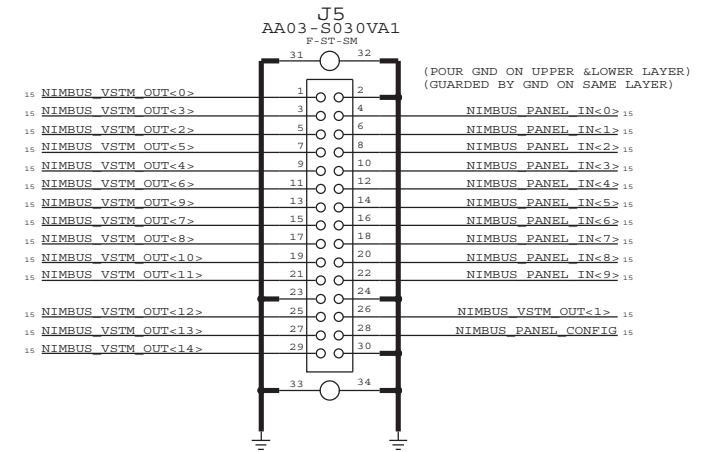 J5
AA03-S030VA1
F-ST-SM
31 32
(POUR GND ON UPPER &LOWER LAYER)
(GUARDED BY GND ON SAME LAYER)
15 NIMBUS_VSTM_OUT<0> 1 2
15 NIMBUS_VSTM_OUT<3> 3 4 NIMBUS_PANEL_IN<0> 15
15 NIMBUS_VSTM_OUT<2> 5 6 NIMBUS_PANEL_IN<1> 15
15 NIMBUS_VSTM_OUT<5> 7 8 NIMBUS_PANEL_IN<2> 15
15 NIMBUS_VSTM_OUT<4> 9 10 NIMBUS_PANEL_IN<3> 15
15 NIMBUS_VSTM_OUT<6> 11 12 NIMBUS_PANEL_IN<4> 15
15 NIMBUS_VSTM_OUT<9> 13 14 NIMBUS_PANEL_IN<5> 15
15 NIMBUS_VSTM_OUT<7> 15 16 NIMBUS_PANEL_IN<6> 15
15 NIMBUS_VSTM_OUT<8> 17 18 NIMBUS_PANEL_IN<7> 15
15 NIMBUS_VSTM_OUT<10> 19 20 NIMBUS_PANEL_IN<8> 15
15 NIMBUS_VSTM_OUT<11> 21 22 NIMBUS_PANEL_IN<9> 15
23 24
15 NIMBUS_VSTM_OUT<12> 25 26 NIMBUS_VSTM_OUT<1> 15
15 NIMBUS_VSTM_OUT<13> 27 28 NIMBUS_PANEL_CONFIG 15
15 NIMBUS_VSTM_OUT<14> 29 30
33 34